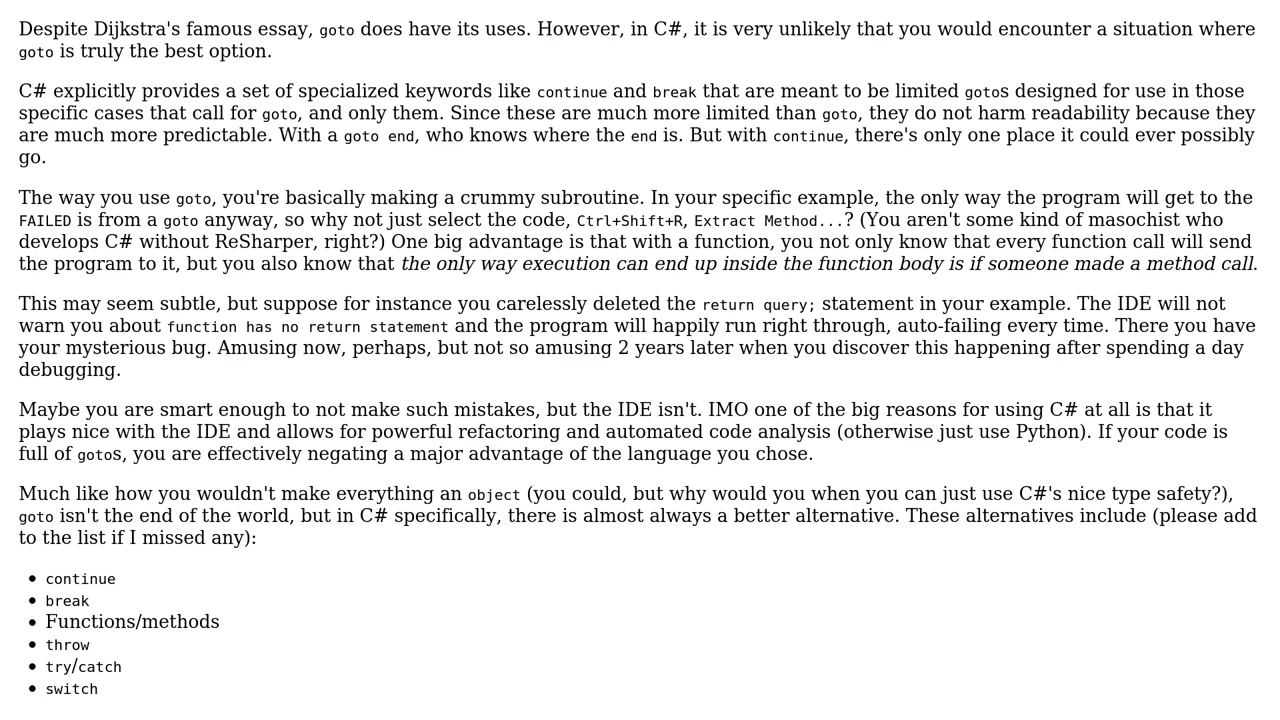 Despite Dijkstra's famous essay, goto does have its uses. However, in C#, it is very unlikely that you would encounter a situation where
goto is truly the best option.
C# explicitly provides a set of specialized keywords like continue and break that are meant to be limited gotos designed for use in those
specific cases that call for goto, and only them. Since these are much more limited than goto, they do not harm readability because they
are much more predictable. With a goto end, who knows where the end is. But with continue, there's only one place it could ever possibly
go.
The way you use goto, you're basically making a crummy subroutine. In your specific example, the only way the program will get to the
FAILED is from a goto anyway, so why not just select the code, Ctrl+Shift+R, Extract Method...? (You aren't some kind of masochist who
develops C# without ReSharper, right?) One big advantage is that with a function, you not only know that every function call will send
the program to it, but you also know that the only way execution can end up inside the function body is if someone made a method call.
This may seem subtle, but suppose for instance you carelessly deleted the return query; statement in your example. The IDE will not
warn you about function has no return statement and the program will happily run right through, auto-failing every time. There you have
your mysterious bug. Amusing now, perhaps, but not so amusing 2 years later when you discover this happening after spending a day
debugging.
Maybe you are smart enough to not make such mistakes, but the IDE isn't. IMO one of the big reasons for using C# at all is that it
plays nice with the IDE and allows for powerful refactoring and automated code analysis (otherwise just use Python). If your code is
full of gotos, you are effectively negating a major advantage of the language you chose.
Much like how you wouldn't make everything an object (you could, but why would you when you can just use C#'s nice type safety?),
goto isn't the end of the world, but in C# specifically, there is almost always a better alternative. These alternatives include (please add
to the list if I missed any):
• continue
• break
• Functions/methods
• throw
• try/catch
• switch